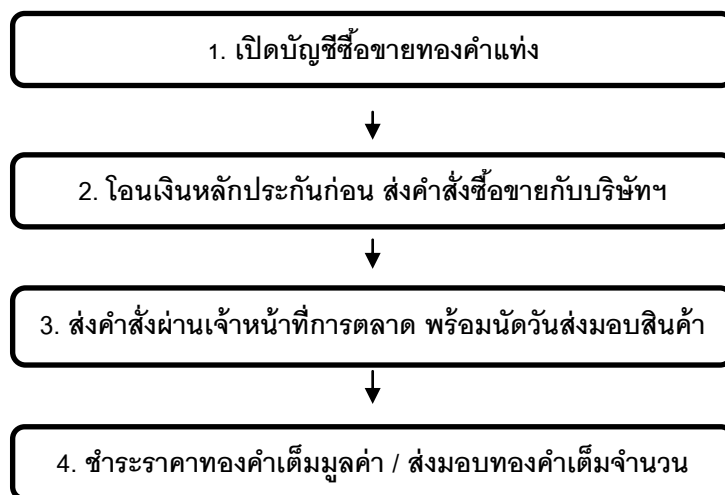 1. เปิดบัญชีซื้อขายทองคำแท่ง
2. โอนเงินหลักประกันก่อน ส่งคำสั่งซื้อขายกับบริษัทฯ
3. ส่งคำสั่งผ่านเจ้าหน้าที่การตลาด พร้อมนัดวันส่งมอบสินค้า
4. ชำระราคาทองคำเต็มมูลค่า / ส่งมอบทองคำเต็มจำนวน